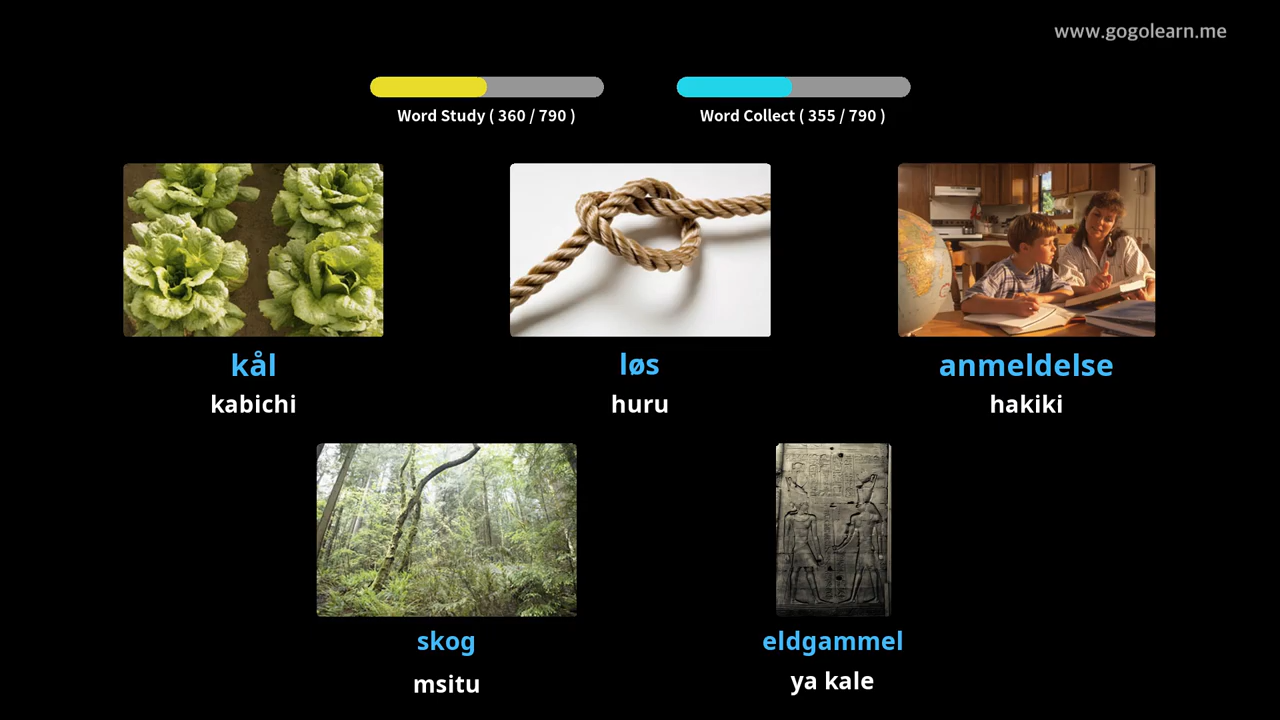 www.gogolearn.me
Word Study ( 360 / 790 )
Word Collect ( 355 / 790 )
kål
kabichi
løs
huru
anmeldelse
hakiki
skog
msitu
eldgammel
ya kale